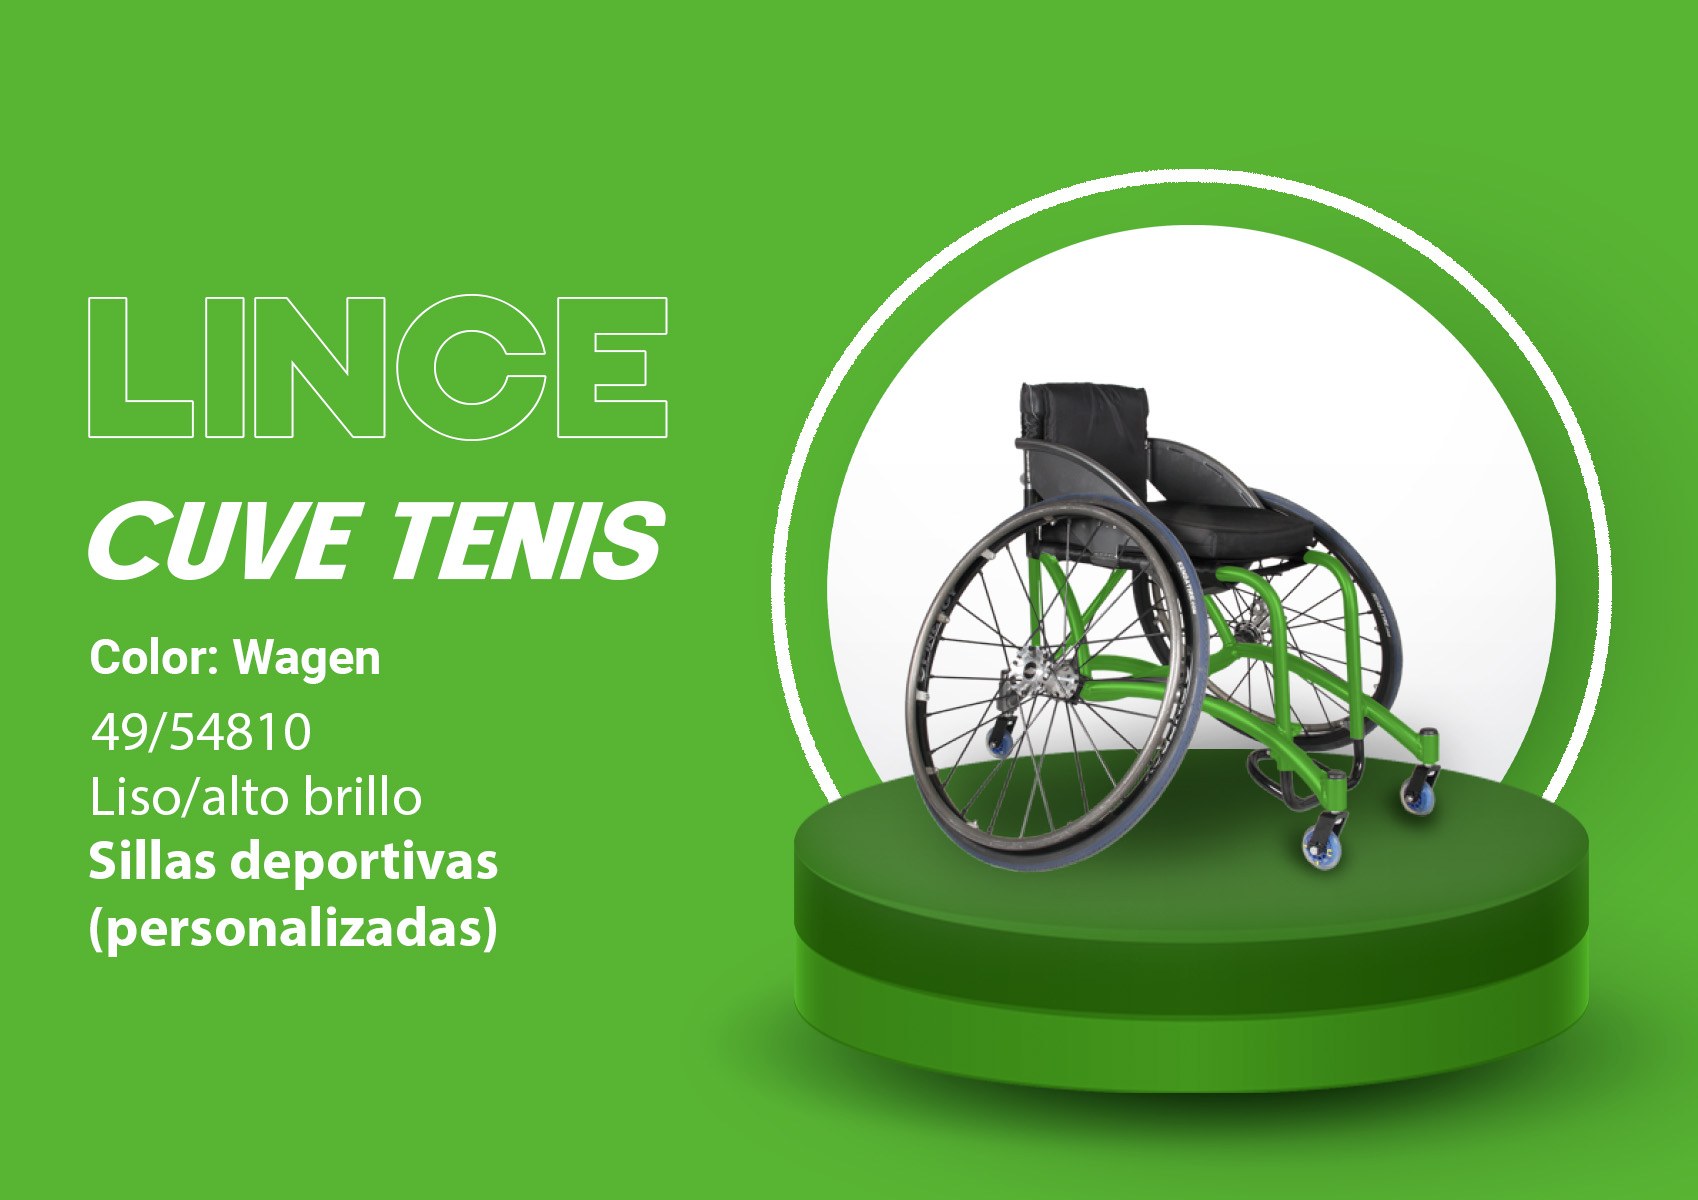 LINCE
CUVE TENIS
Color: Wagen
49/54810
Liso/alto brillo
Sillas deportivas
(personalizadas)